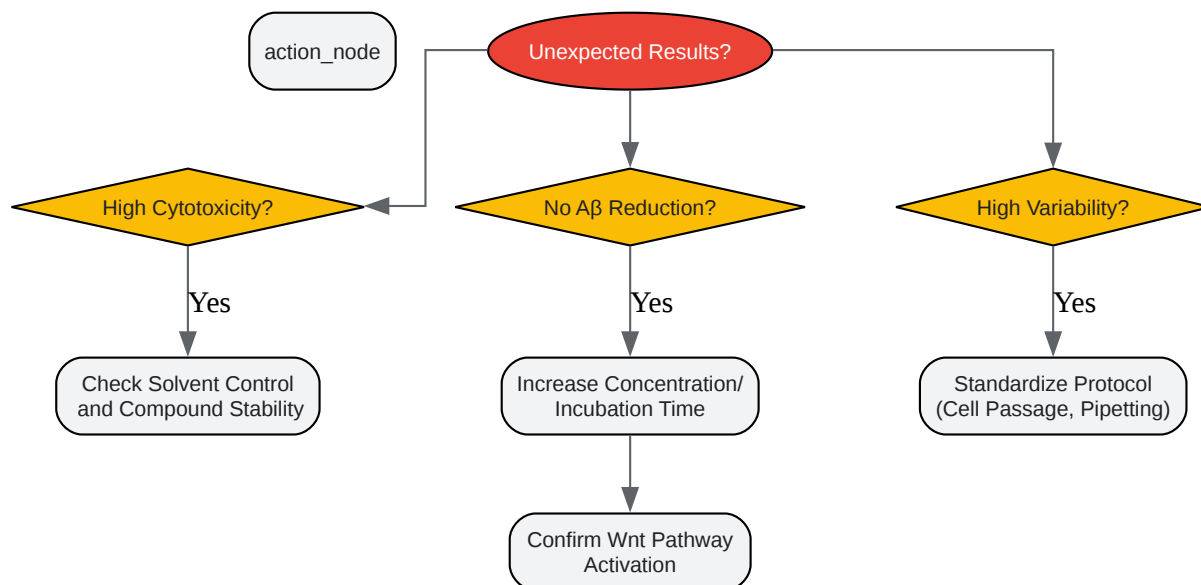 action_node
Unexpected Results?
High Cytotoxicity?
No Aβ Reduction?
High Variability?
Yes
Yes
Yes
Check Solvent Control
and Compound Stability
Increase Concentration/
Incubation Time
Standardize Protocol
(Cell Passage, Pipetting)
Confirm Wnt Pathway
Activation